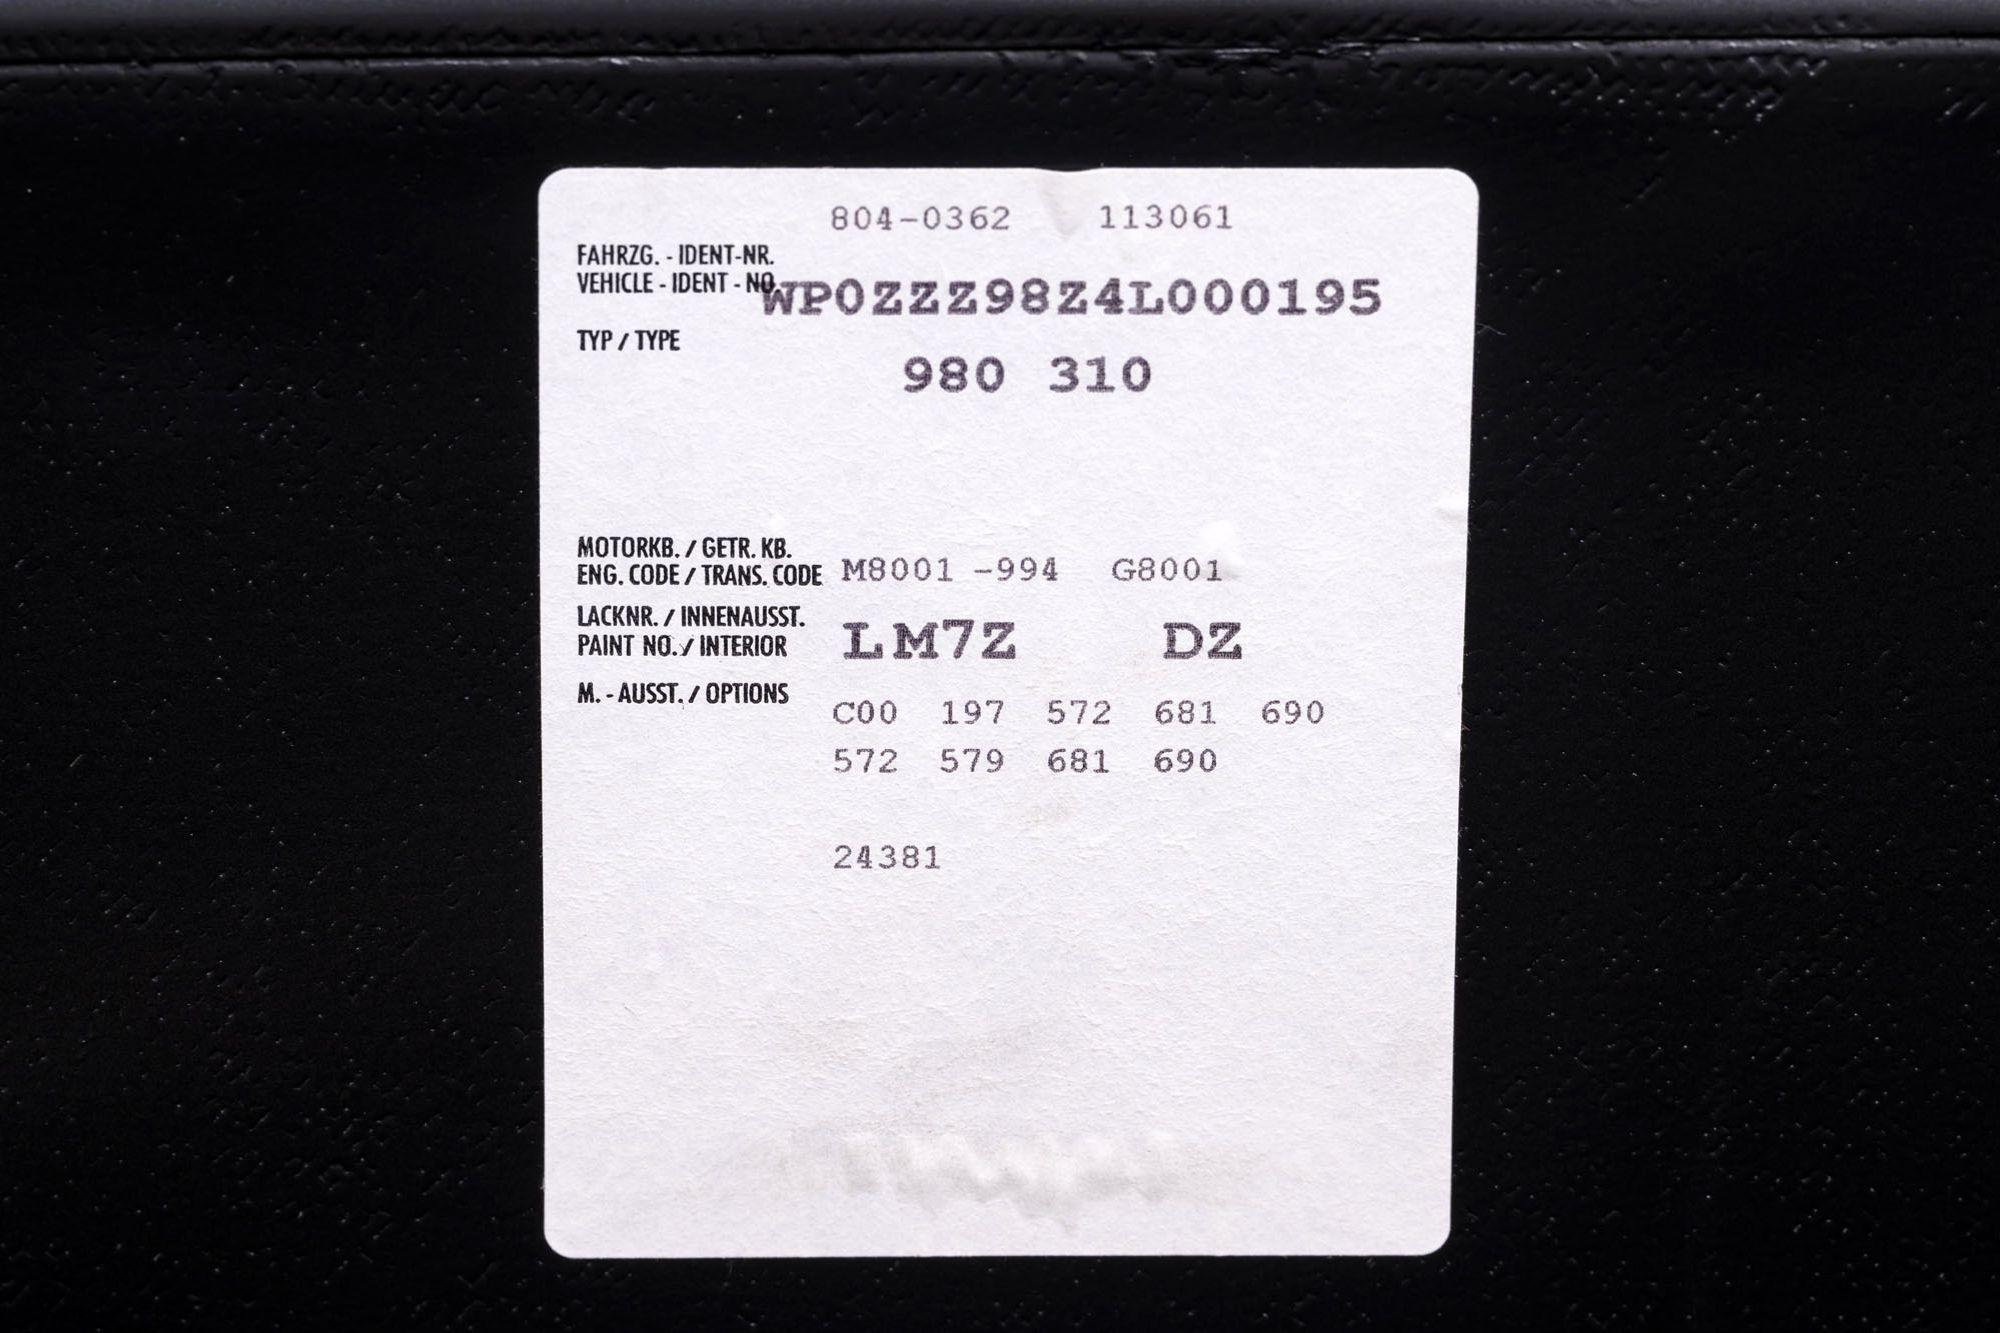 804-0362 113061
FAHRZG. - IDENT-NR.
VEHICLE - IDENT - NO.
WP0ZZZ98Z4L000195
TYP / TYPE
980 310
MOTORKB. / GETR. KB.
ENG. CODE / TRANS. CODE M8001 -994 G8001
LACKNR. / INNENAUSST.
PAINT NO. / INTERIOR LM7Z DZ
M. - AUSST. / OPTIONS
C00 197 572 681 690
572 579 681 690
24381